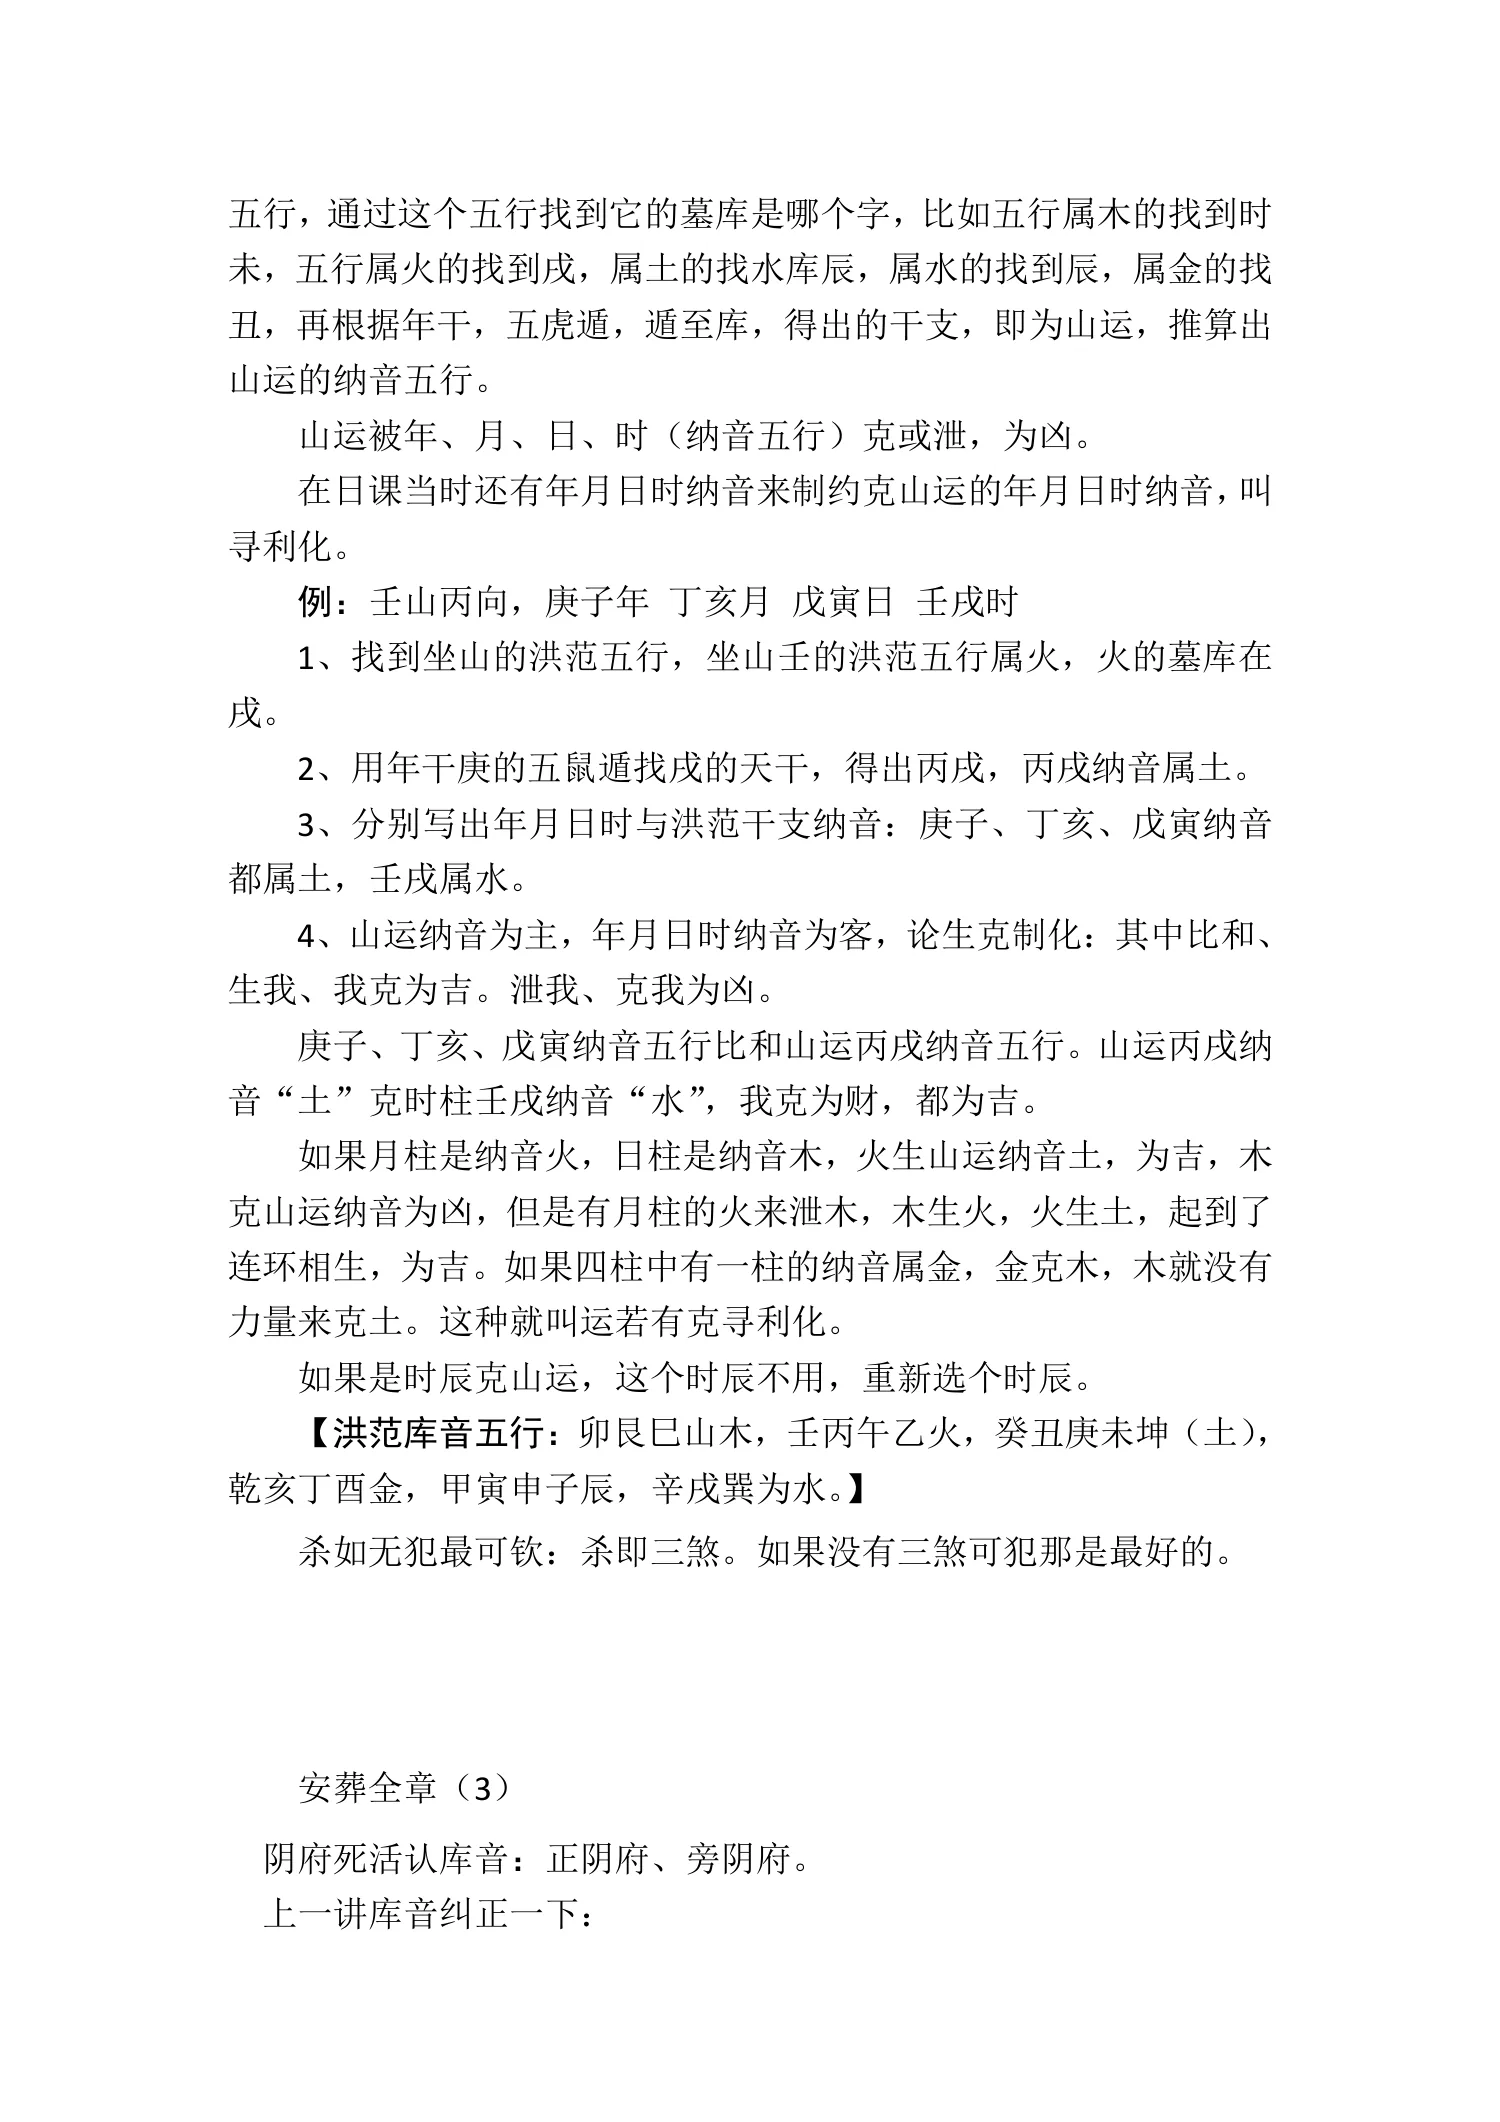 五行，通过这个五行找到它的墓库是哪个字，比如五行属木的找到时
未，五行属火的找到戌，属土的找水库辰，属水的找到辰，属金的找
丑，再根据年干，五虎遁，遁至库，得出的干支，即为山运，推算出
山运的纳音五行。
山运被年、月、日、时（纳音五行）克或泄，为凶。
在日课当时还有年月日时纳音来制约克山运的年月日时纳音，叫
寻利化。
例：壬山丙向，庚子年 丁亥月 戊寅日 壬戌时
1、找到坐山的洪范五行，坐山壬的洪范五行属火，火的墓库在
戌。
2、用年干庚的五鼠遁找戌的天干，得出丙戌，丙戌纳音属土。
3、分别写出年月日时与洪范干支纳音：庚子、丁亥、戊寅纳音
都属土，壬戌属水。
4、山运纳音为主，年月日时纳音为客，论生克制化：其中比和、
生我、我克为吉。泄我、克我为凶。
庚子、丁亥、戊寅纳音五行比和山运丙戌纳音五行。山运丙戌纳
音“土”克时柱壬戌纳音“水”，我克为财，都为吉。
如果月柱是纳音火，日柱是纳音木，火生山运纳音土，为吉，木
克山运纳音为凶，但是有月柱的火来泄木，木生火，火生土，起到了
连环相生，为吉。如果四柱中有一柱的纳音属金，金克木，木就没有
力量来克土。这种就叫运若有克寻利化。
如果是时辰克山运，这个时辰不用，重新选个时辰。
【洪范库音五行：卯艮巳山木，壬丙午乙火，癸丑庚未坤（土），
乾亥丁酉金，甲寅申子辰，辛戌巽为水。】
杀如无犯最可钦：杀即三煞。如果没有三煞可犯那是最好的。
安葬全章（3）
阴府死活认库音：正阴府、旁阴府。
上一讲库音纠正一下：